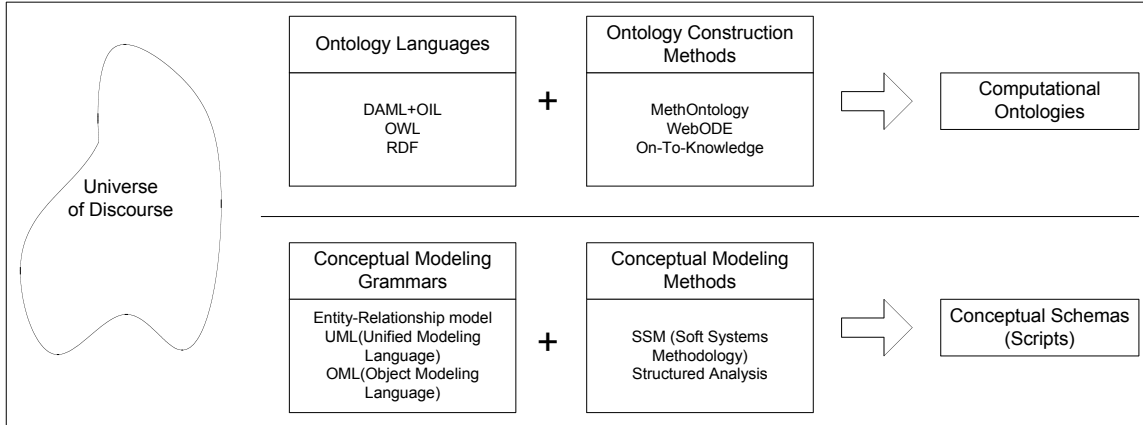 Universe
of Discourse
Ontology Languages
DAML+OIL
OWL
RDF
+
Ontology Construction
Methods
MethOntology
WebODE
On-To-Knowledge
Computational
Ontologies
Conceptual Modeling
Grammars
Entity-Relationship model
UML(Unified Modeling
Language)
OML(Object Modeling
Language)
+
Conceptual Modeling
Methods
SSM (Soft Systems
Methodology)
Structured Analysis
Conceptual Schemas
(Scripts)